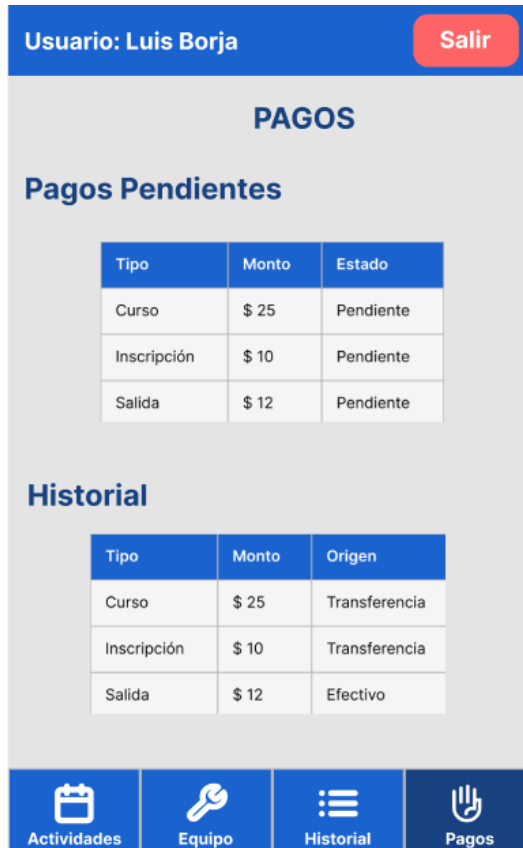 Usuario: Luis Borja Salir
PAGOS
Pagos Pendientes
Tipo Monto Estado
Curso $ 25 Pendiente
Inscripción $ 10 Pendiente
Salida $ 12 Pendiente
Historial
Tipo Monto Origen
Curso $ 25 Transferencia
Inscripción $ 10 Transferencia
Salida $ 12 Efectivo
Actividades Equipo Historial Pagos